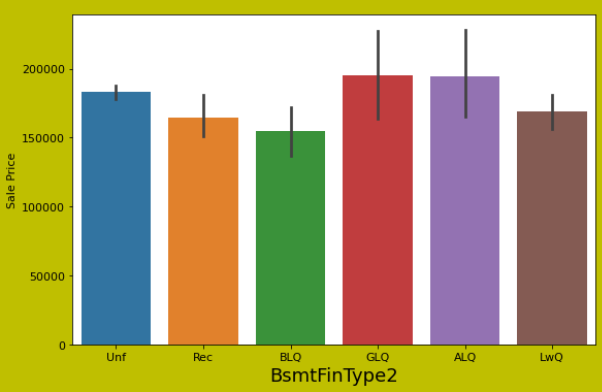 Sale Price
200000
150000
100000
50000
0
Unf Rec BLQ GLQ ALQ LwQ
BsmtFinType2